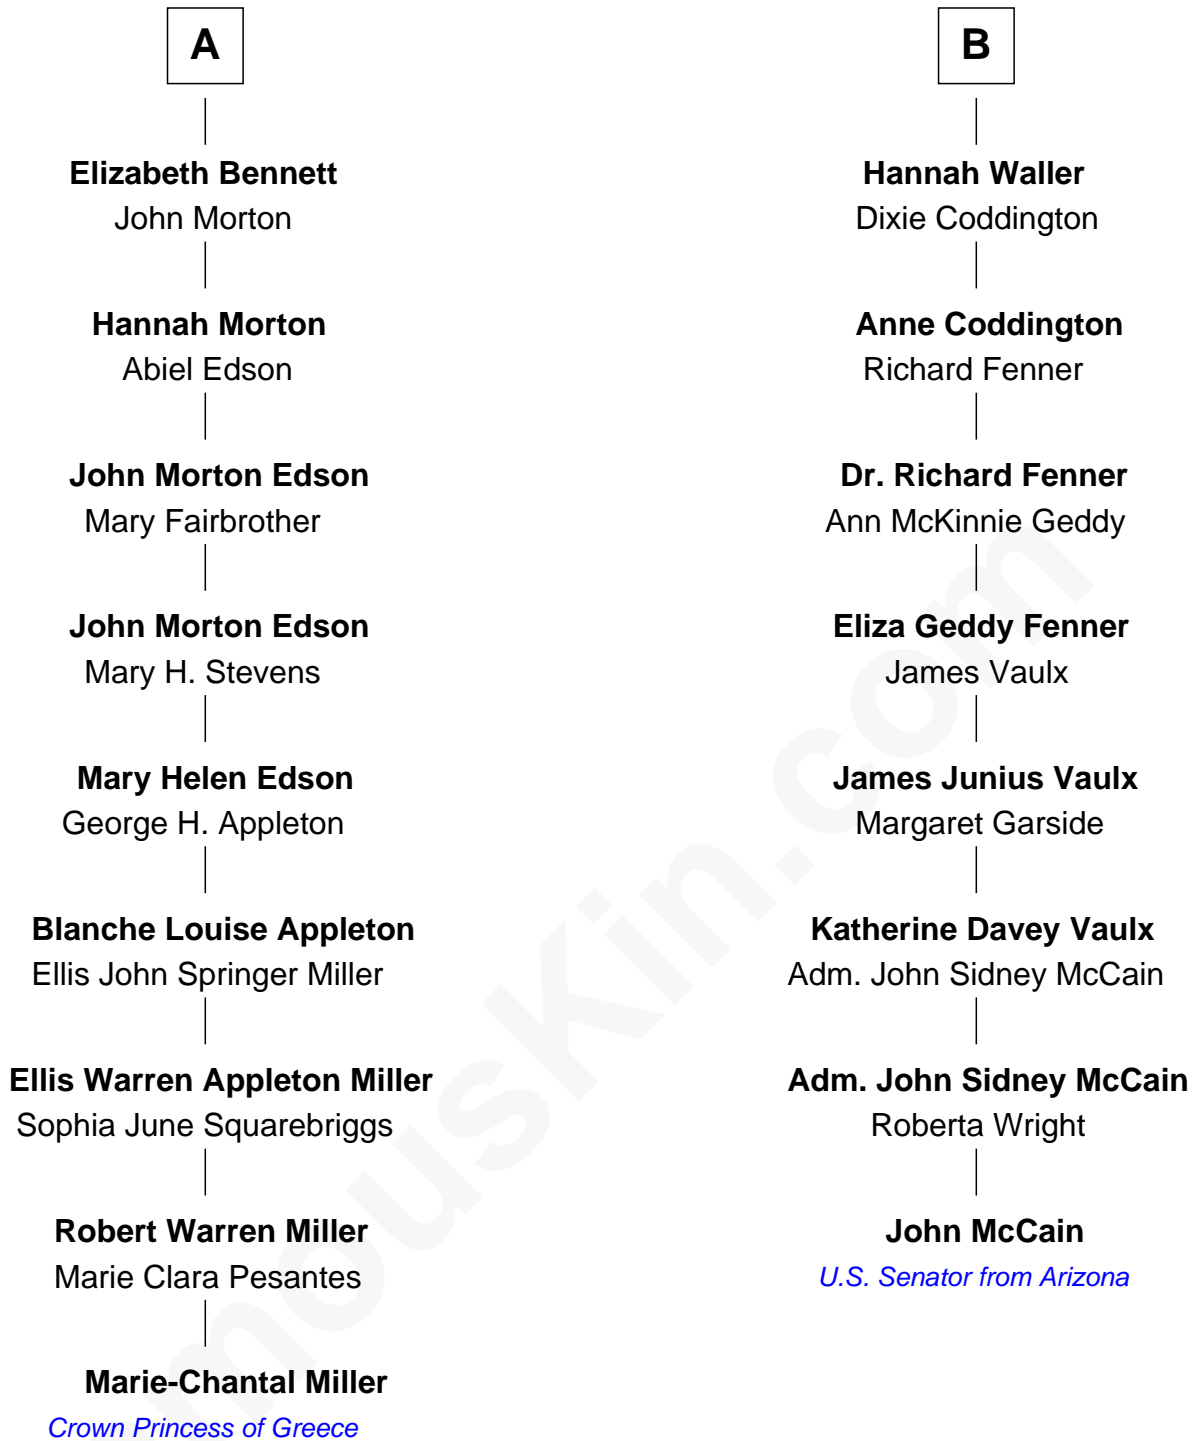 A
Elizabeth Bennett
John Morton
Hannah Morton
Abiel Edson
John Morton Edson
Mary Fairbrother
John Morton Edson
Mary H. Stevens
Mary Helen Edson
George H. Appleton
Blanche Louise Appleton
Ellis John Springer Miller
Ellis Warren Appleton Miller
Sophia June Squarebriggs
Robert Warren Miller
Marie Clara Pesantes
Marie-Chantal Miller
Crown Princess of Greece
B
Hannah Waller
Dixie Coddington
Anne Coddington
Richard Fenner
Dr. Richard Fenner
Ann McKinnie Geddy
Eliza Geddy Fenner
James Vaulx
James Junius Vaulx
Margaret Garside
Katherine Davey Vaulx
Adm. John Sidney McCain
Adm. John Sidney McCain
Roberta Wright
John McCain
U.S. Senator from Arizona
mousKin.com